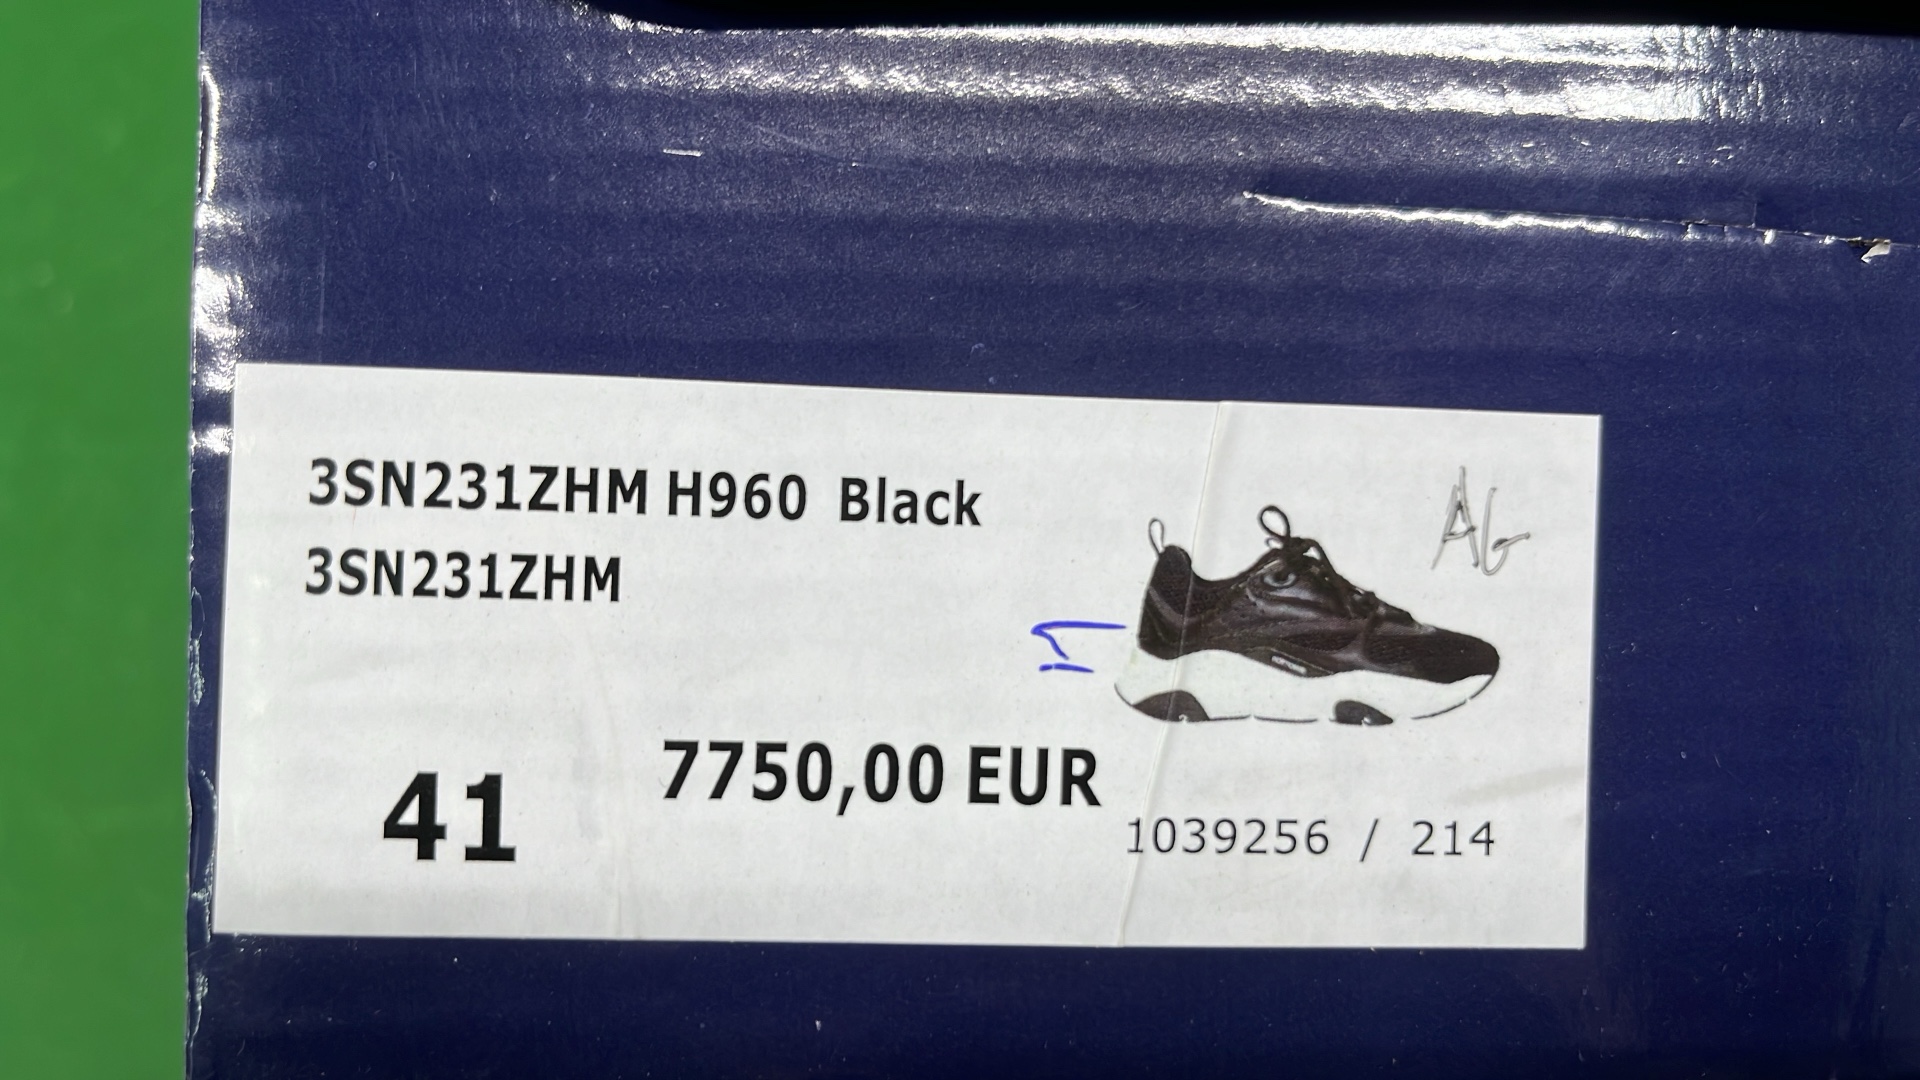 3SN231ZHM H960 Black
3SN231ZHM
AG
41
7750,00 EUR
1039256 / 214